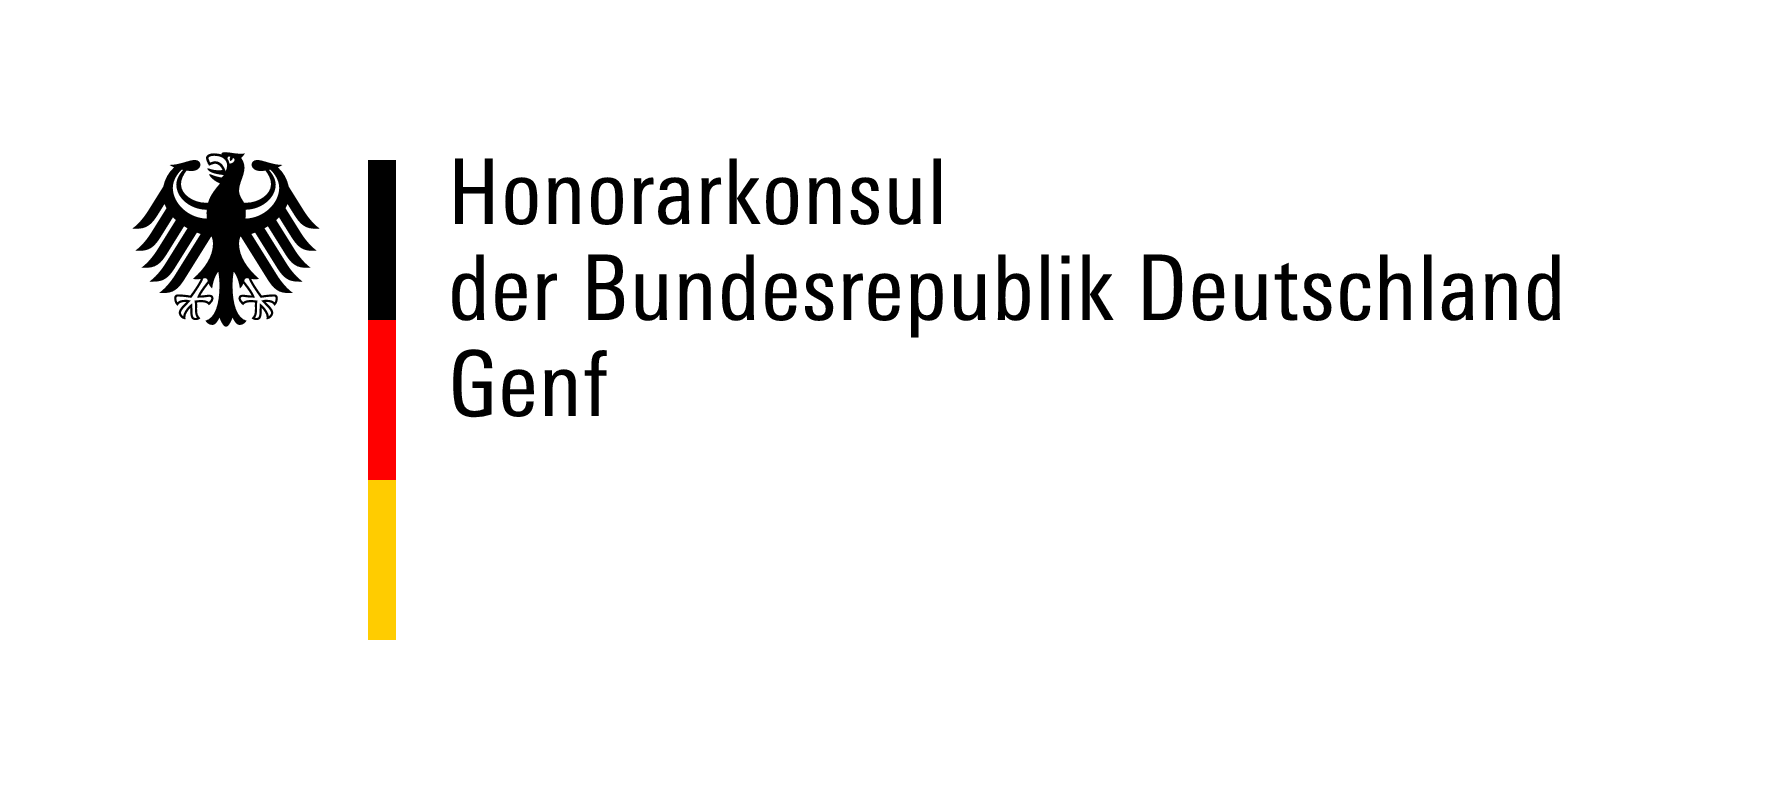 Honorarkonsul
der Bundesrepublik Deutschland
Genf